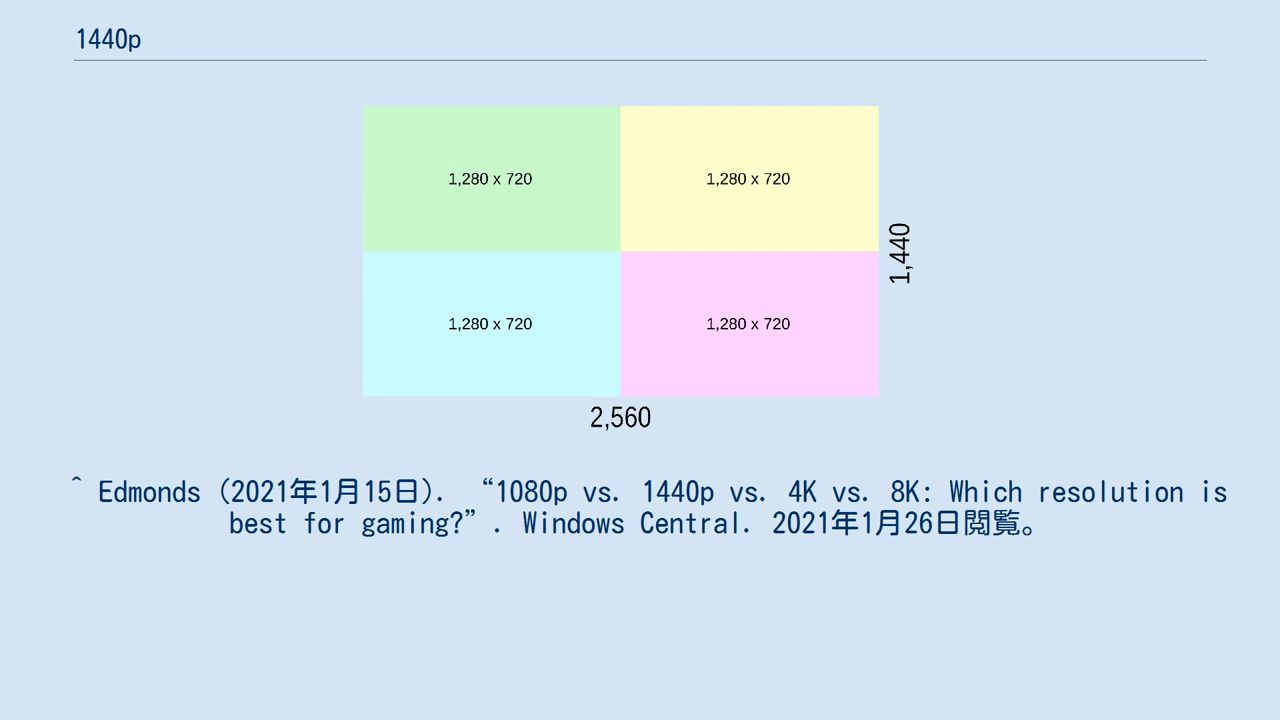 1440p
1,280 x 720
1,280 x 720
1,440
1,280 x 720
1,280 x 720
2,560
^ Edmonds (2021年1月15日). “1080p vs. 1440p vs. 4K vs. 8K: Which resolution is
best for gaming?”. Windows Central. 2021年1月26日閲覧。